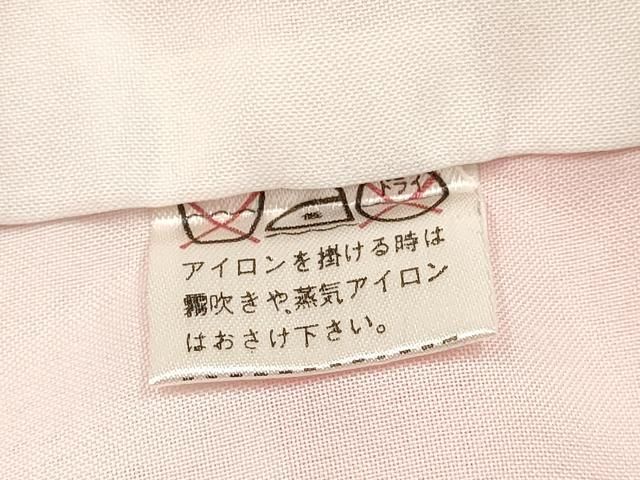 ドライ
アイロンを掛ける時は
霧吹きや、蒸気アイロン
はおさけ下さい。